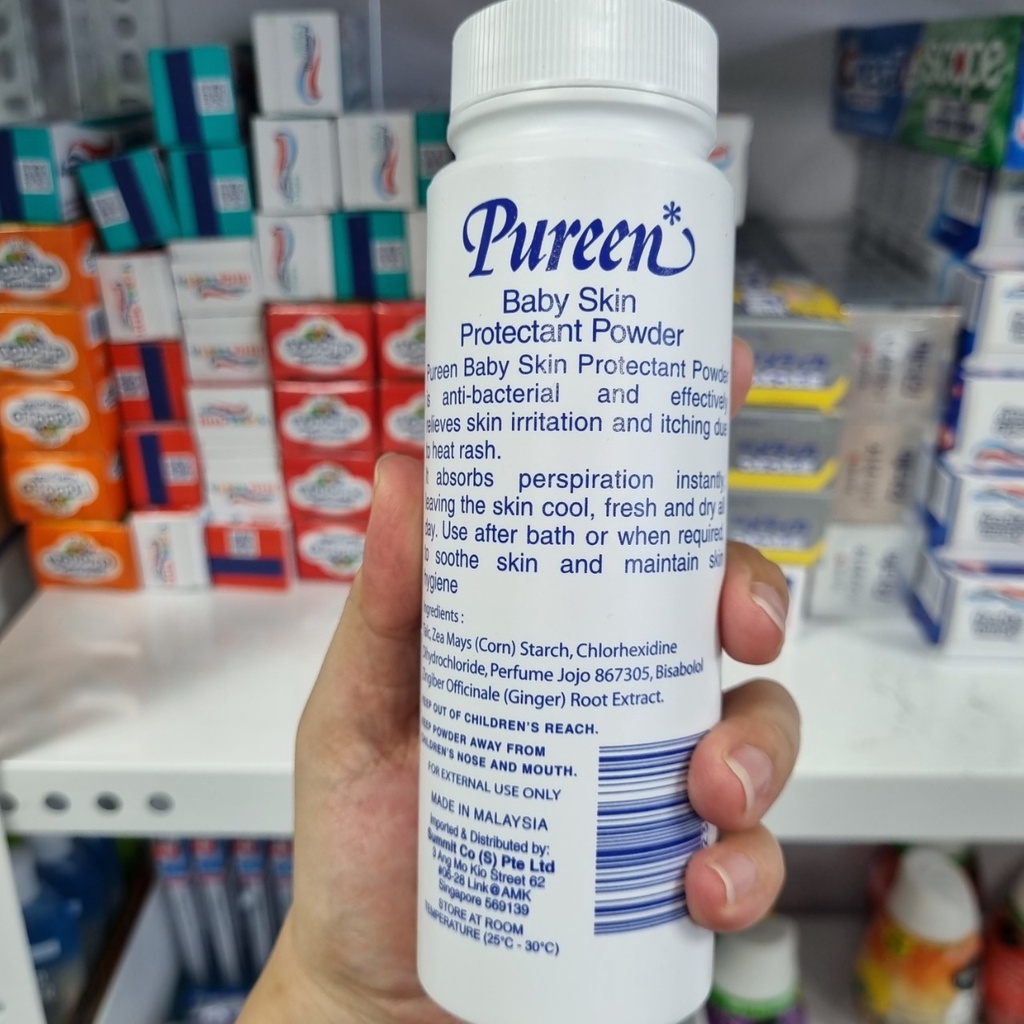 Pureen*
Baby Skin
Protectant Powder
Pureen Baby Skin Protectant Powder
anti-bacterial and effectively
relieves skin irritation and itching due
to heat rash.
It absorbs perspiration instantly
leaving the skin cool, fresh and dry all
day. Use after bath or when required
to soothe skin and maintain skin
hygiene
Ingredients :
Talc, Zea Mays (Corn) Starch, Chlorhexidine
Dihydrochloride, Perfume Jojo 867305, Bisabolol
Zingiber Officinale (Ginger) Root Extract.
KEEP OUT OF CHILDREN'S REACH.
KEEP POWDER AWAY FROM
CHILDREN'S NOSE AND MOUTH.
FOR EXTERNAL USE ONLY
MADE IN MALAYSIA
Imported & Distributed by:
Summit Co (S) Pte Ltd
3 Ang Mo Kio Street 62
#06-28 Link@AMK
Singapore 569139
STORE AT ROOM
TEMPERATURE (25°C - 30°C)
scope